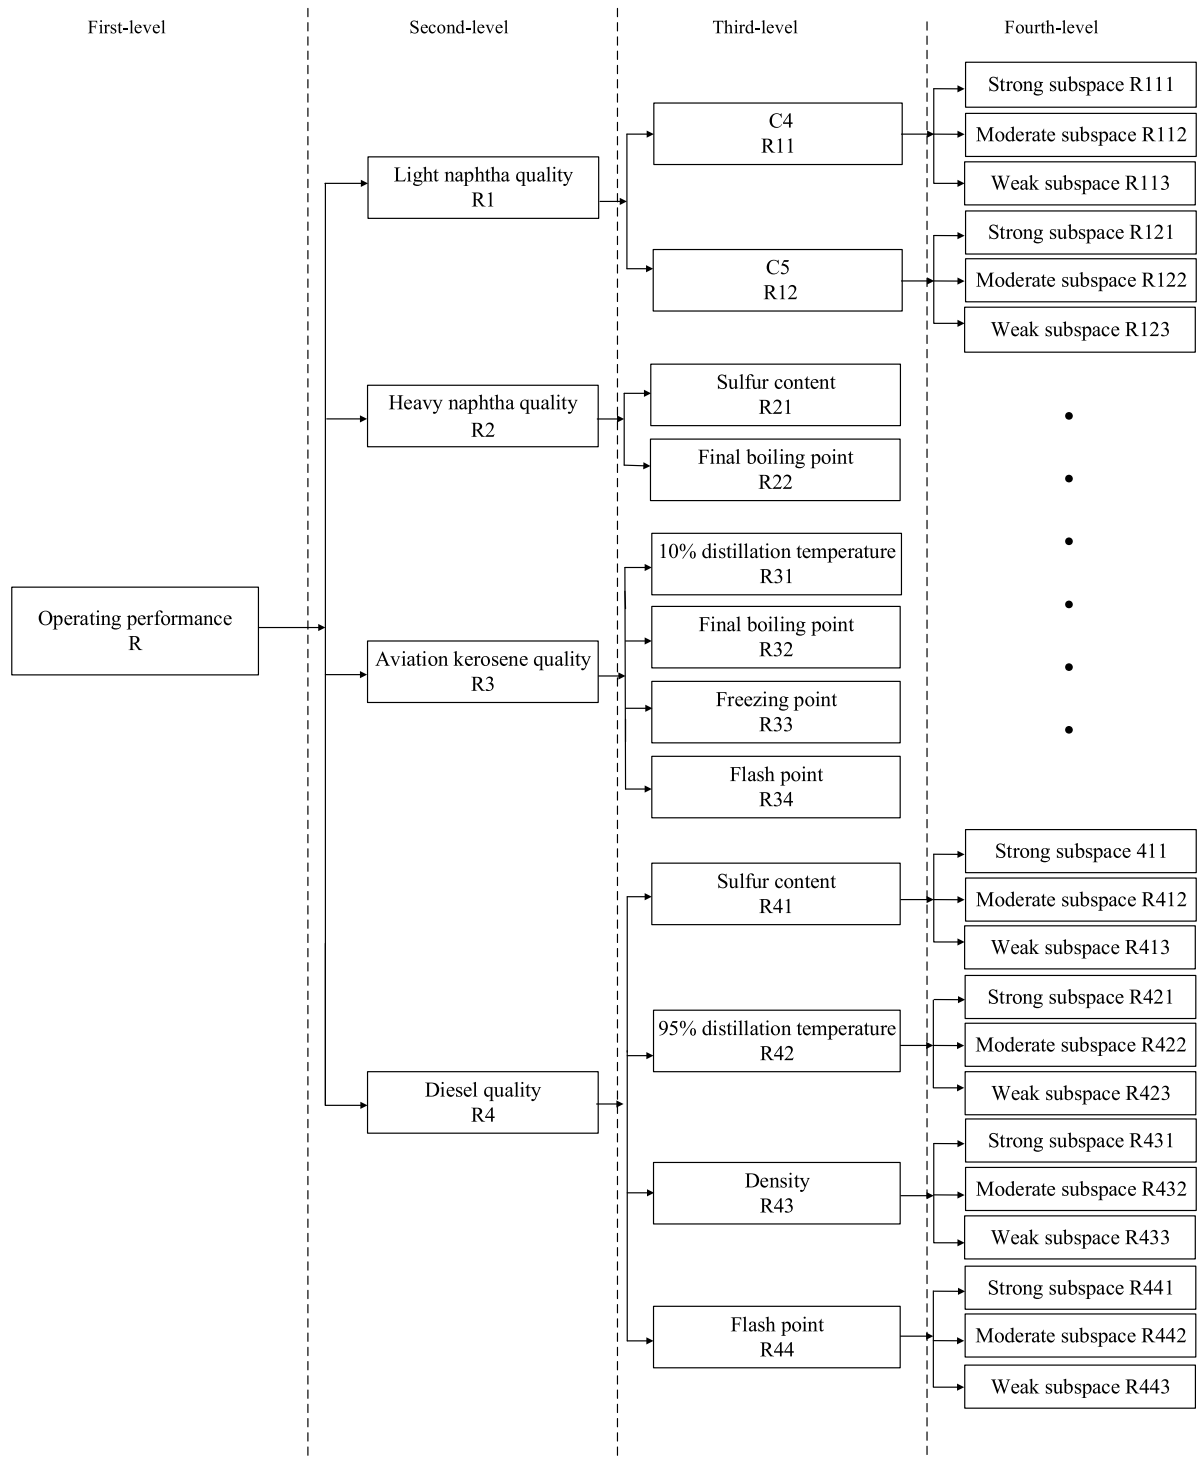 First-level
Second-level
Third-level
Fourth-level
Operating performance
R
Light naphtha quality
R1
C4
R11
Strong subspace R111
Moderate subspace R112
Weak subspace R113
C5
R12
Strong subspace R121
Moderate subspace R122
Weak subspace R123
Heavy naphtha quality
R2
Sulfur content
R21
Final boiling point
R22
Aviation kerosene quality
R3
10% distillation temperature
R31
Final boiling point
R32
Freezing point
R33
Flash point
R34
Diesel quality
R4
Sulfur content
R41
Strong subspace 411
Moderate subspace R412
Weak subspace R413
95% distillation temperature
R42
Strong subspace R421
Moderate subspace R422
Weak subspace R423
Density
R43
Strong subspace R431
Moderate subspace R432
Weak subspace R433
Flash point
R44
Strong subspace R441
Moderate subspace R442
Weak subspace R443